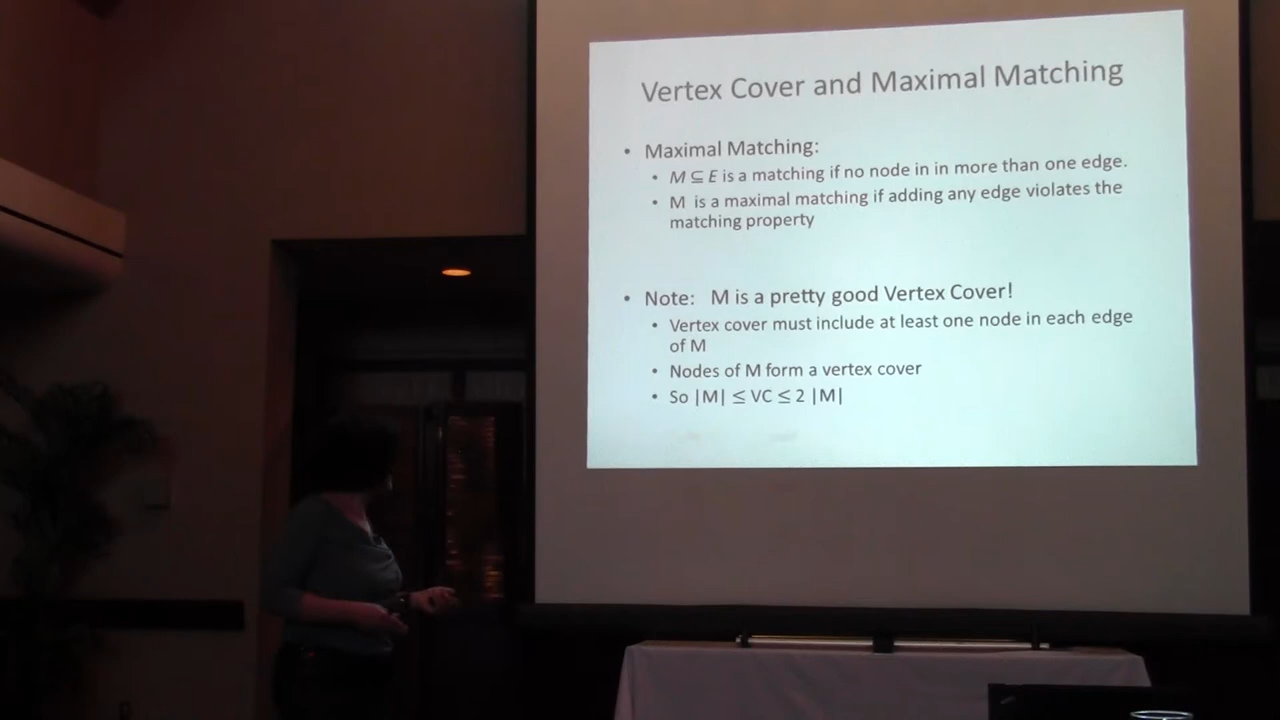 Vertex Cover and Maximal Matching
• Maximal Matching:
• M ⊆ E is a matching if no node in in more than one edge.
• M is a maximal matching if adding any edge violates the
matching property
• Note: M is a pretty good Vertex Cover!
• Vertex cover must include at least one node in each edge
of M
• Nodes of M form a vertex cover
• So |M| ≤ VC ≤ 2 |M|